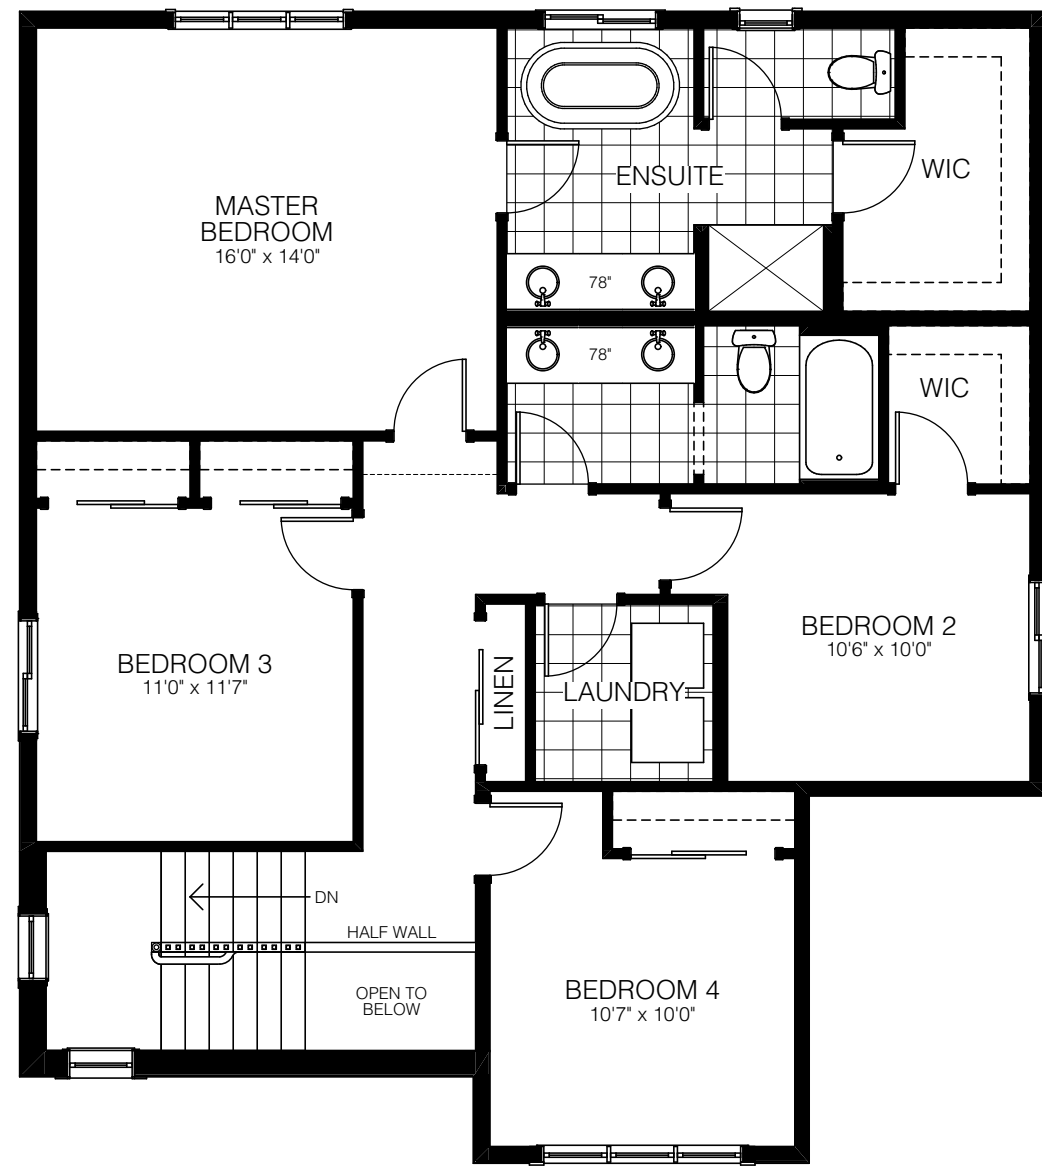 ENSUITE
WIC
MASTER
BEDROOM
16'0" x 14'0"
78"
78"
WIC
BEDROOM 2
10'6" x 10'0"
BEDROOM 3
11'0" x 11'7"
LINEN
LAUNDRY
DN
HALF WALL
OPEN TO
BELOW
BEDROOM 4
10'7" x 10'0"